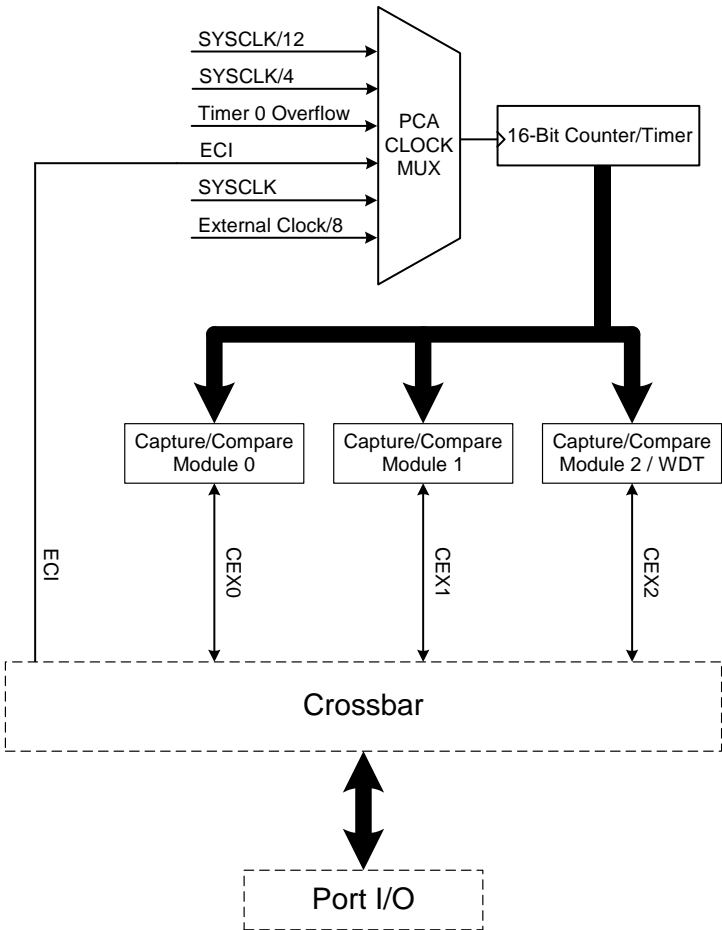 SYSCLK/12
SYSCLK/4
Timer 0 Overflow
ECI
SYSCLK
External Clock/8
PCA
CLOCK
MUX
16-Bit Counter/Timer
Capture/Compare
Module 0
Capture/Compare
Module 1
Capture/Compare
Module 2 / WDT
ECI
CEX0
CEX1
CEX2
Crossbar
Port I/O